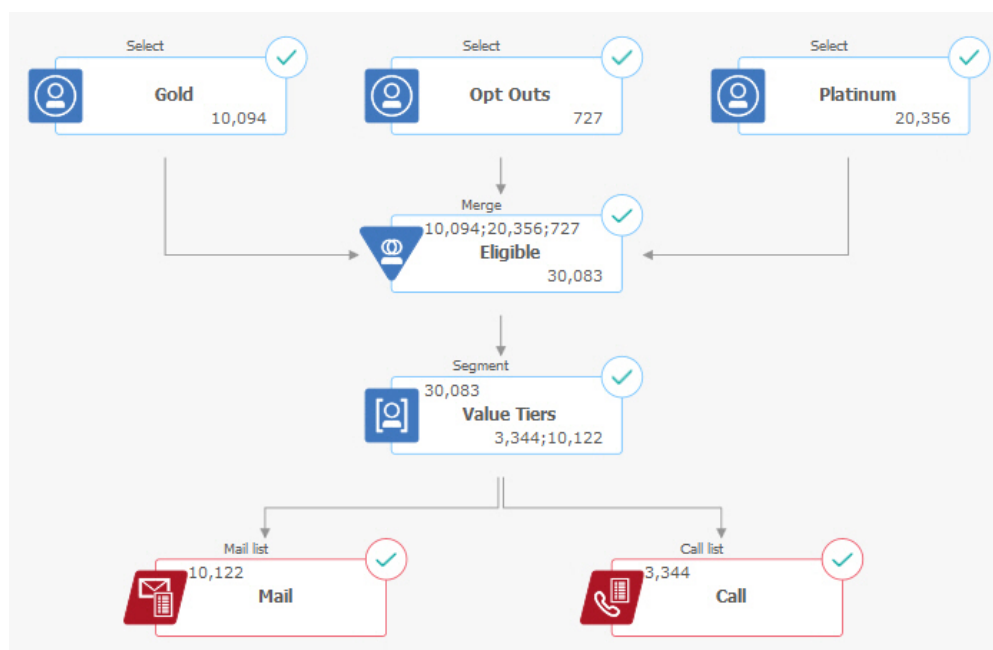 Select
Gold
10,094
Select
Opt Outs
727
Select
Platinum
20,356
Merge
10,094;20,356;727
Eligible
30,083
Segment
30,083
Value Tiers
3,344;10,122
Mail list
10,122
Mail
Call list
3,344
Call